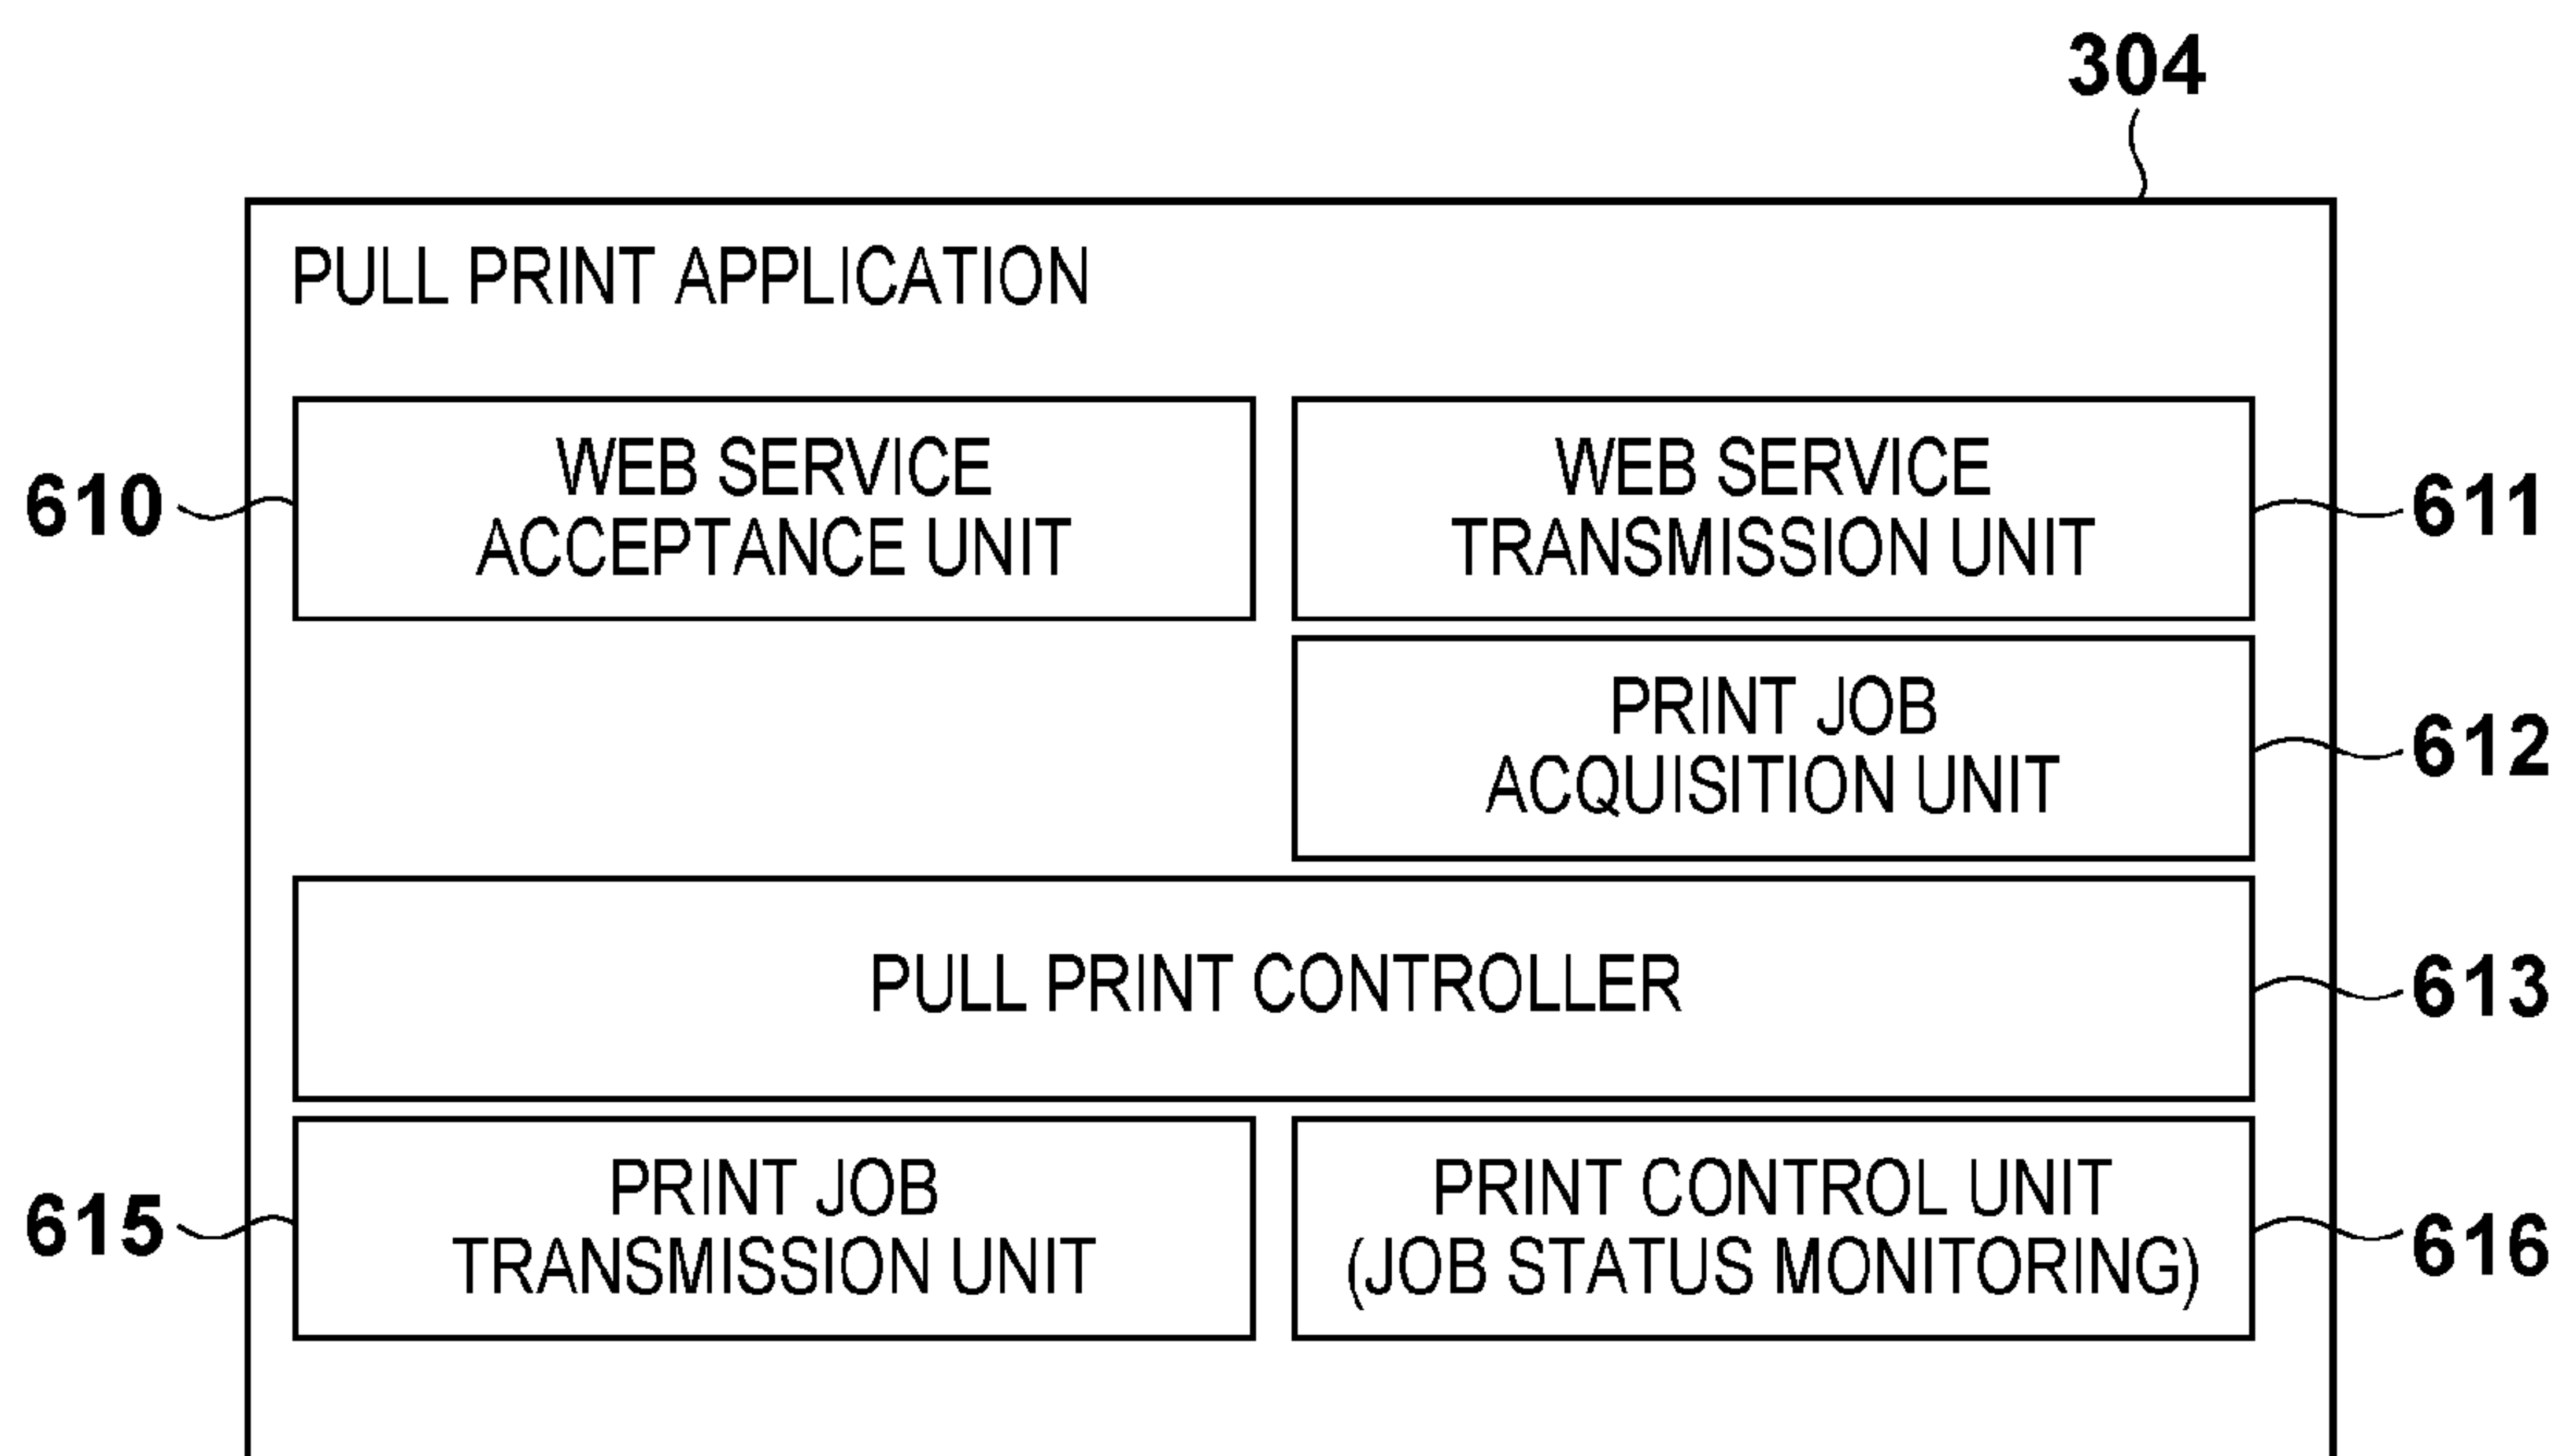 304
PULL PRINT APPLICATION
610
WEB SERVICE
ACCEPTANCE UNIT
WEB SERVICE
TRANSMISSION UNIT
611
PRINT JOB
ACQUISITION UNIT
612
PULL PRINT CONTROLLER
613
615
PRINT JOB
TRANSMISSION UNIT
PRINT CONTROL UNIT
(JOB STATUS MONITORING)
616